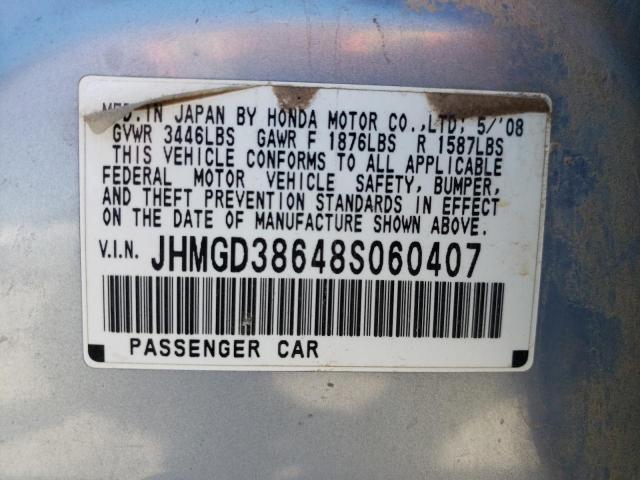 MFD. IN JAPAN BY HONDA MOTOR CO., LTD; 5/'08
GVWR 3446LBS GAWR F 1876LBS R 1587LBS
THIS VEHICLE CONFORMS TO ALL APPLICABLE
FEDERAL MOTOR VEHICLE SAFETY, BUMPER,
AND THEFT PREVENTION STANDARDS IN EFFECT
ON THE DATE OF MANUFACTURE SHOWN ABOVE.
V.I.N. JHMGD38648S060407
PASSENGER CAR